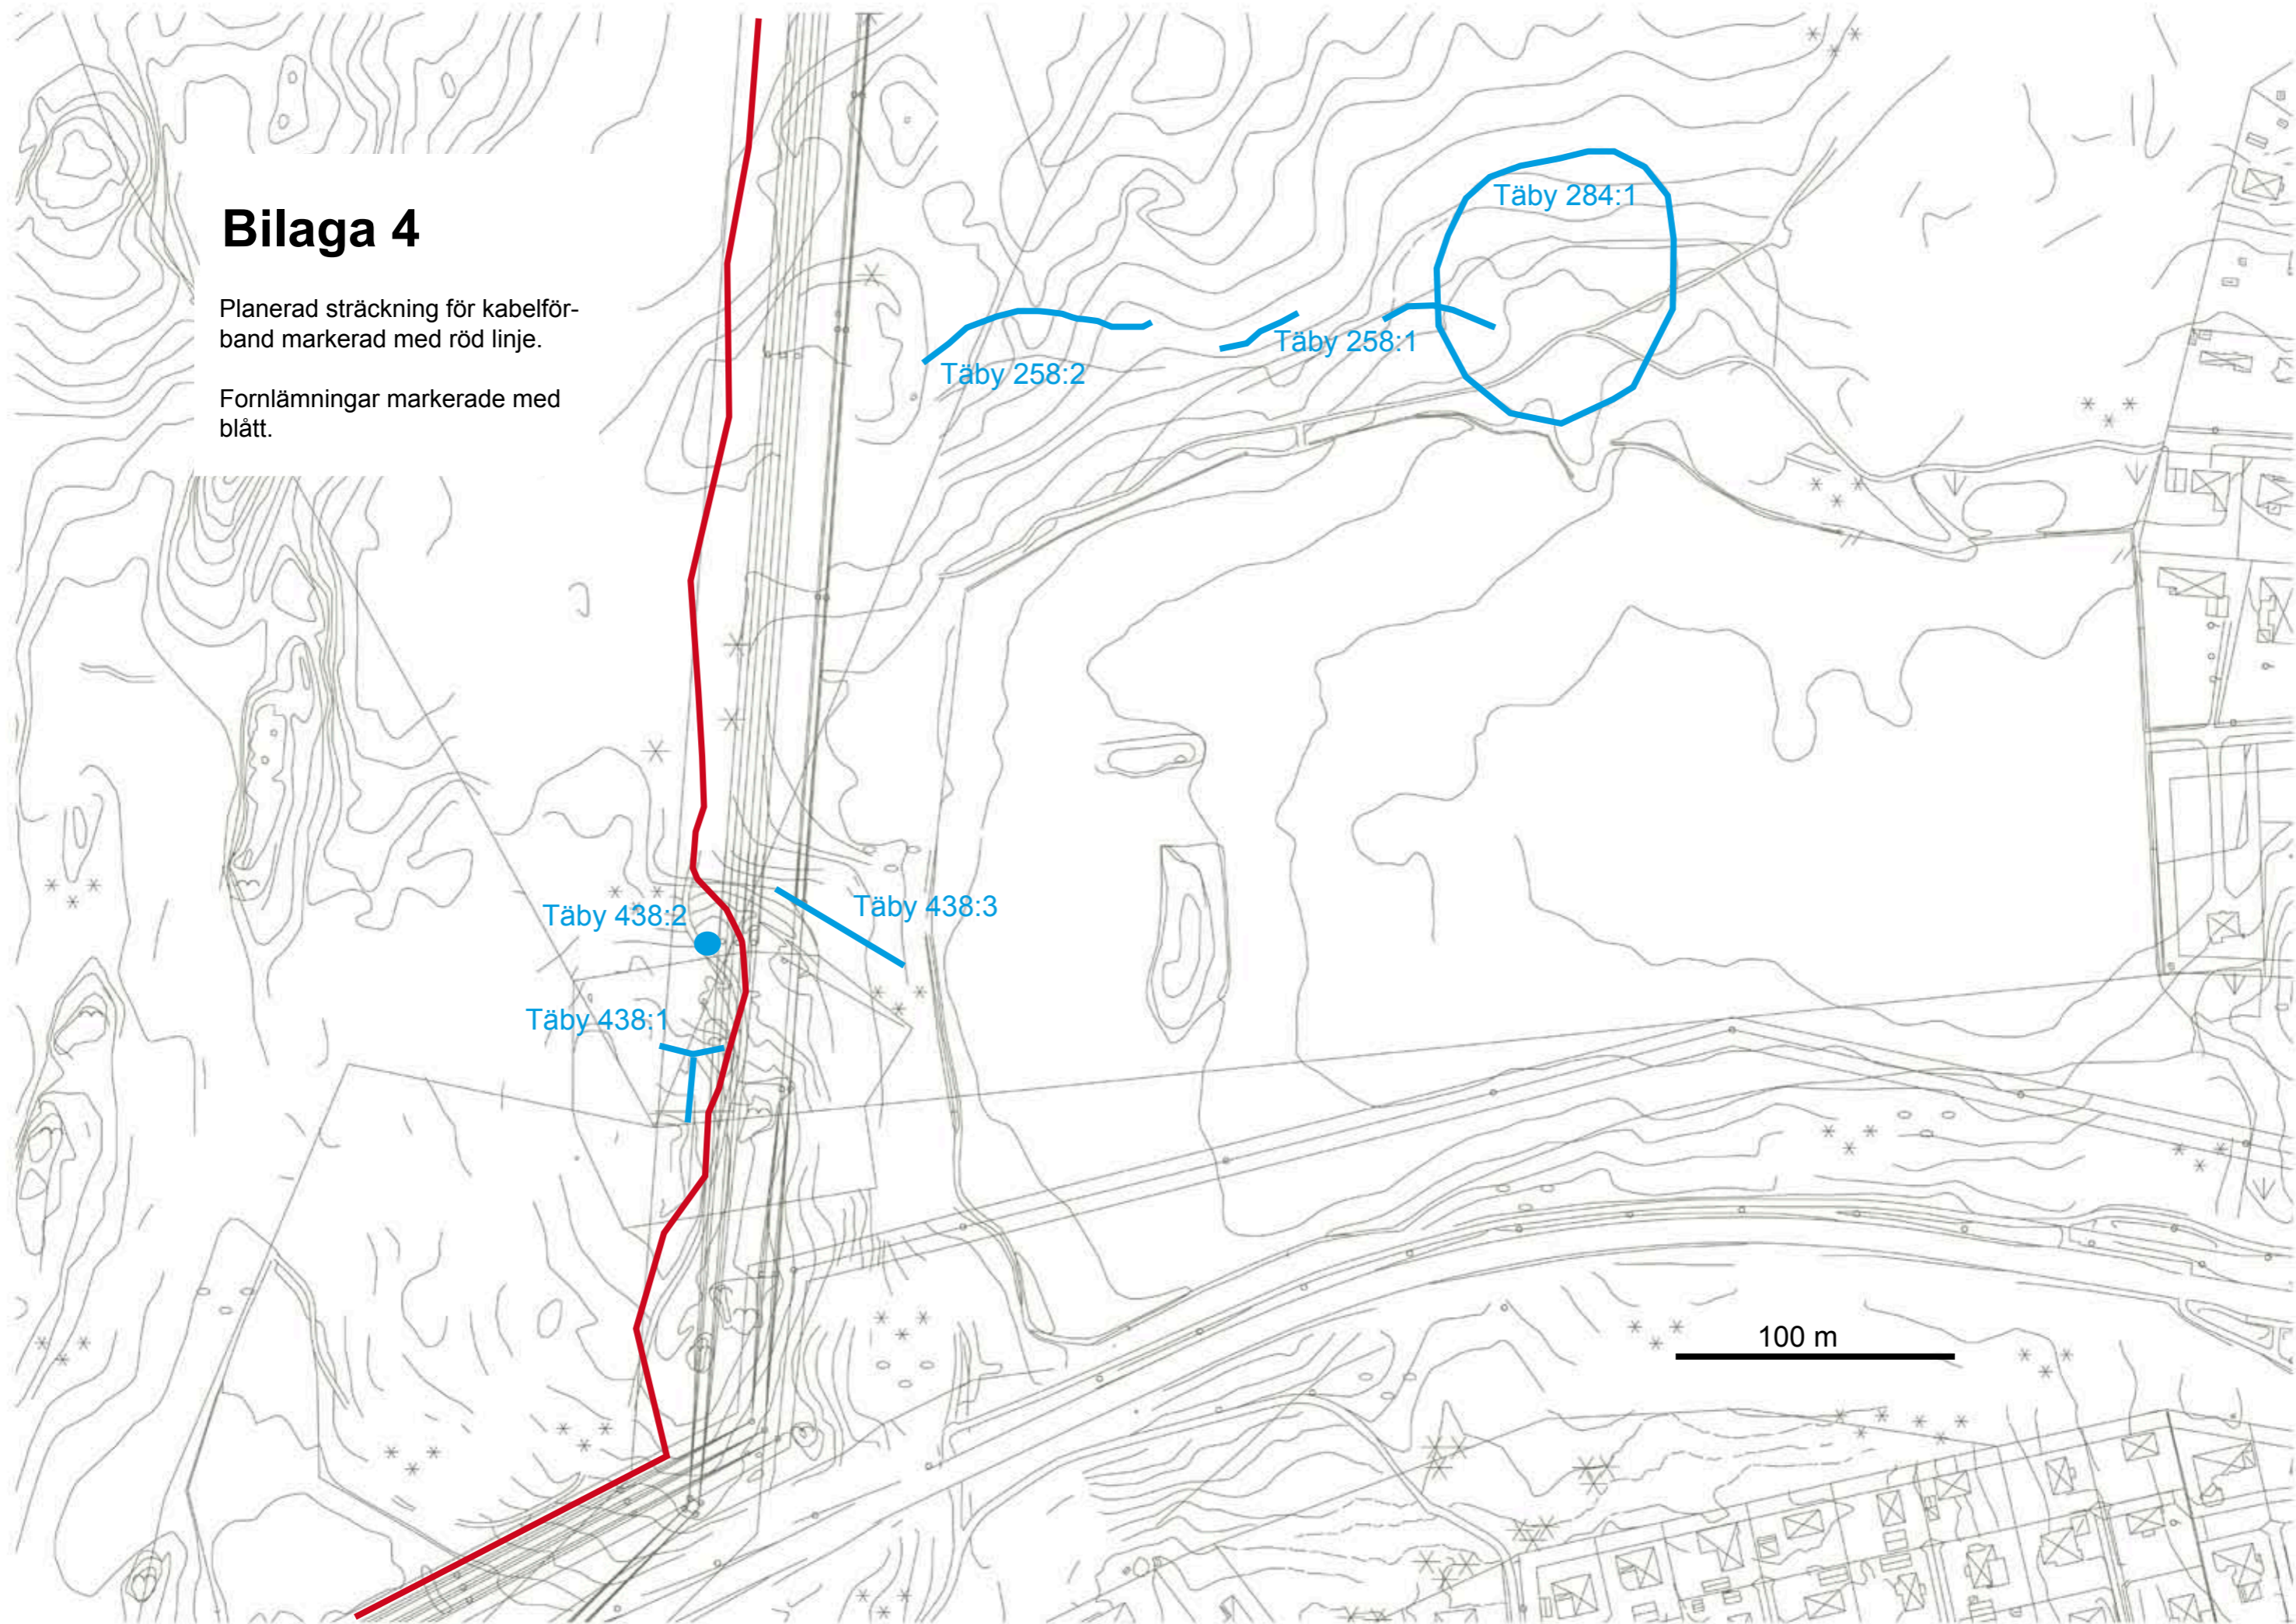 Bilaga 4
Planerad sträckning för kabelför-
band markerad med röd linje.
Fornlämningar markerade med
blått.
Täby 284:1
Täby 258:1
Täby 258:2
Täby 438:2
Täby 438:3
Täby 438:1
100 m